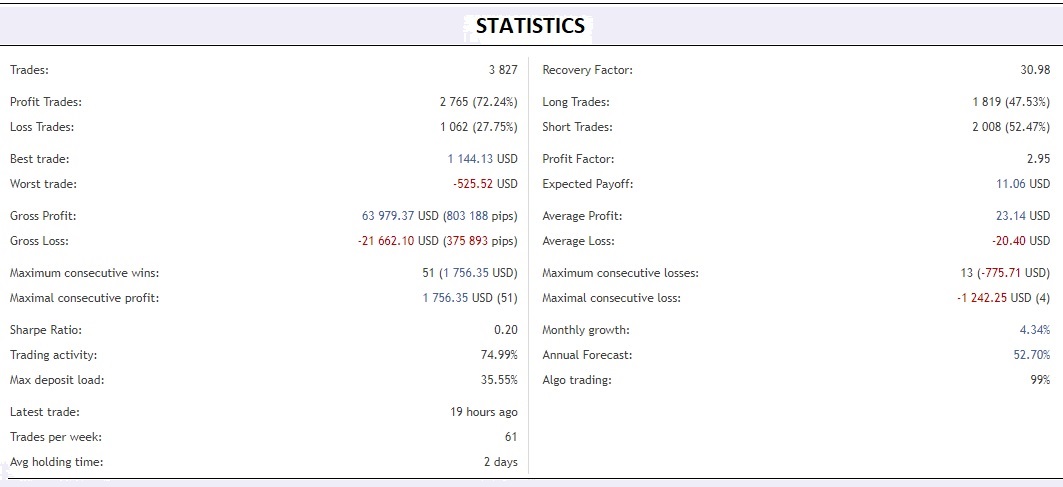 STATISTICS
Trades: 3 827
Profit Trades: 2 765 (72.24%)
Loss Trades: 1 062 (27.75%)
Best trade: 1 144.13 USD
Worst trade: -525.52 USD
Gross Profit: 63 979.37 USD (803 188 pips)
Gross Loss: -21 662.10 USD (375 893 pips)
Maximum consecutive wins: 51 (1 756.35 USD)
Maximal consecutive profit: 1 756.35 USD (51)
Sharpe Ratio: 0.20
Trading activity: 74.99%
Max deposit load: 35.55%
Latest trade: 19 hours ago
Trades per week: 61
Avg holding time: 2 days
Recovery Factor: 30.98
Long Trades: 1 819 (47.53%)
Short Trades: 2 008 (52.47%)
Profit Factor: 2.95
Expected Payoff: 11.06 USD
Average Profit: 23.14 USD
Average Loss: -20.40 USD
Maximum consecutive losses: 13 (-775.71 USD)
Maximal consecutive loss: -1 242.25 USD (4)
Monthly growth: 4.34%
Annual Forecast: 52.70%
Algo trading: 99%